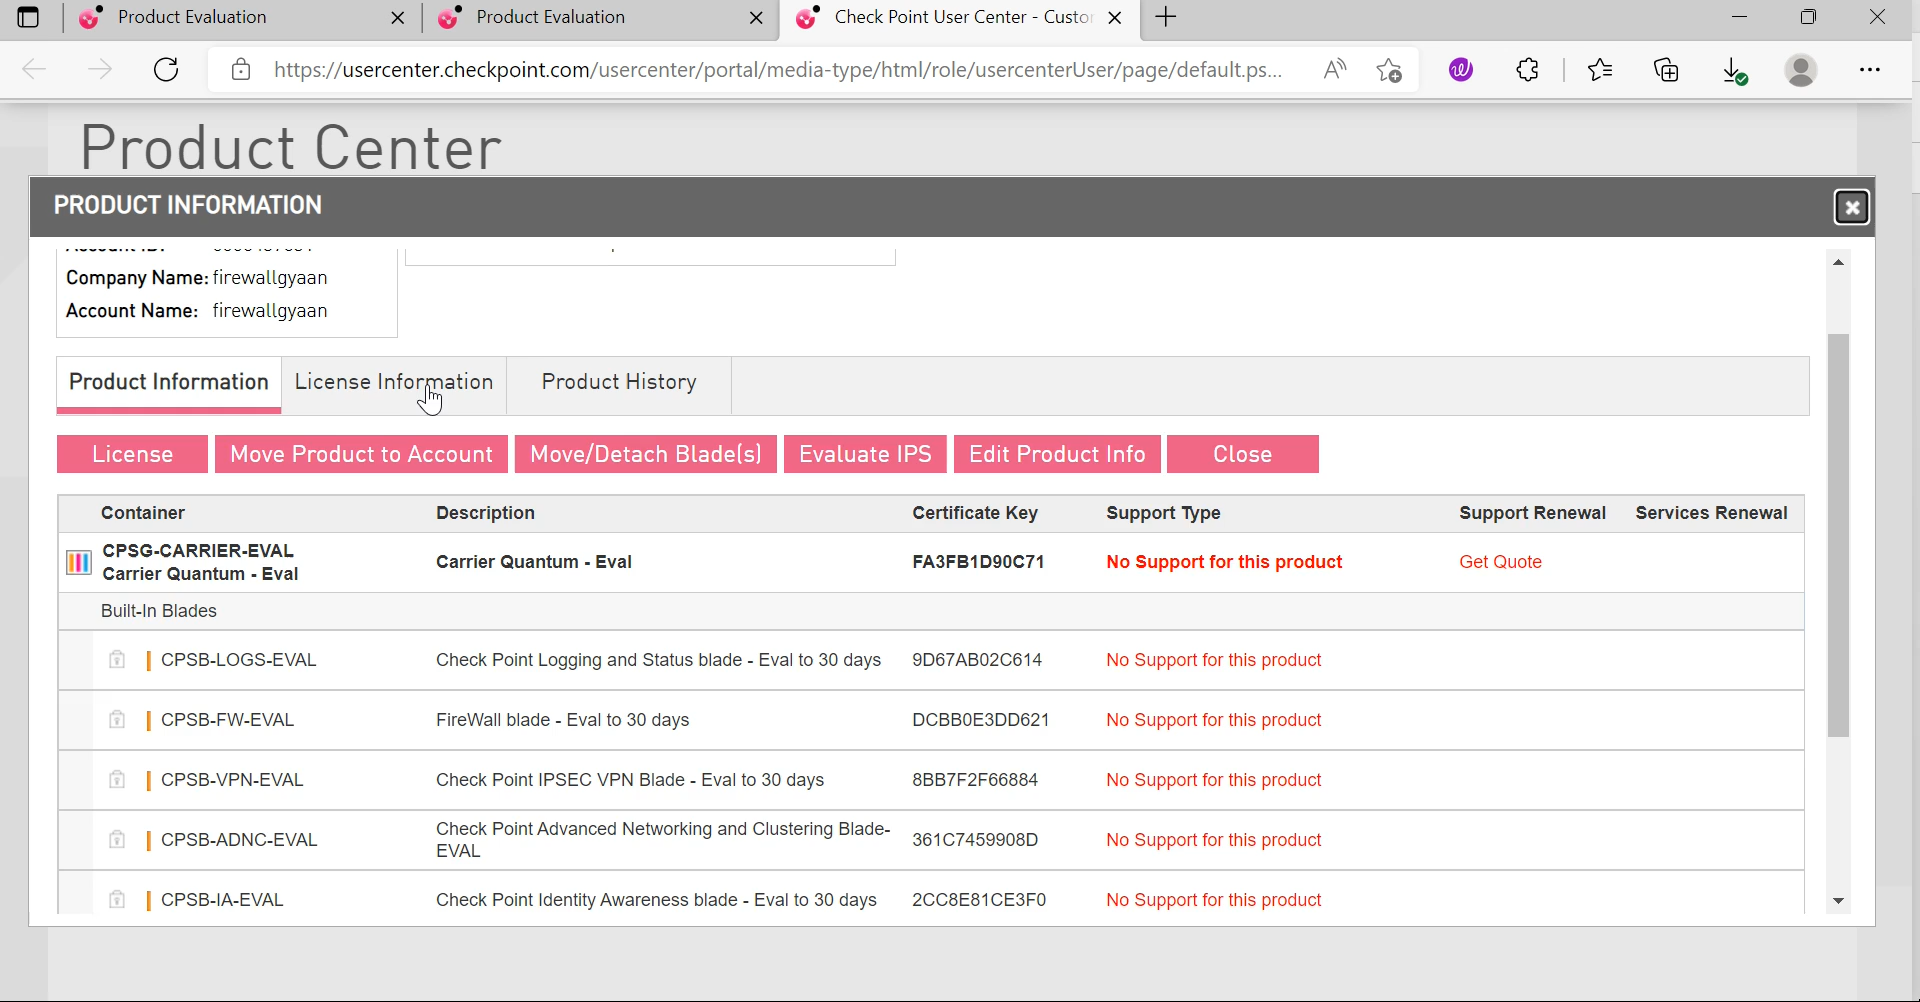 Product Evaluation
Product Evaluation
Check Point User Center - Custo
https://usercenter.checkpoint.com/usercenter/portal/media-type/html/role/usercenterUser/page/default.ps...
Product Center
PRODUCT INFORMATION
Company Name: firewallgyaan
Account Name: firewallgyaan
Product Information License Information Product History
License Move Product to Account Move/Detach Blade(s) Evaluate IPS Edit Product Info Close
Container Description Certificate Key Support Type Support Renewal Services Renewal
CPSG-CARRIER-EVAL
Carrier Quantum - Eval
Carrier Quantum - Eval FA3FB1D90C71 No Support for this product Get Quote
Built-In Blades
CPSB-LOGS-EVAL Check Point Logging and Status blade - Eval to 30 days 9D67AB02C614 No Support for this product
CPSB-FW-EVAL FireWall blade - Eval to 30 days DCBB0E3DD621 No Support for this product
CPSB-VPN-EVAL Check Point IPSEC VPN Blade - Eval to 30 days 8BB7F2F66884 No Support for this product
CPSB-ADNC-EVAL Check Point Advanced Networking and Clustering Blade-
EVAL 361C7459908D No Support for this product
CPSB-IA-EVAL Check Point Identity Awareness blade - Eval to 30 days 2CC8E81CE3F0 No Support for this product